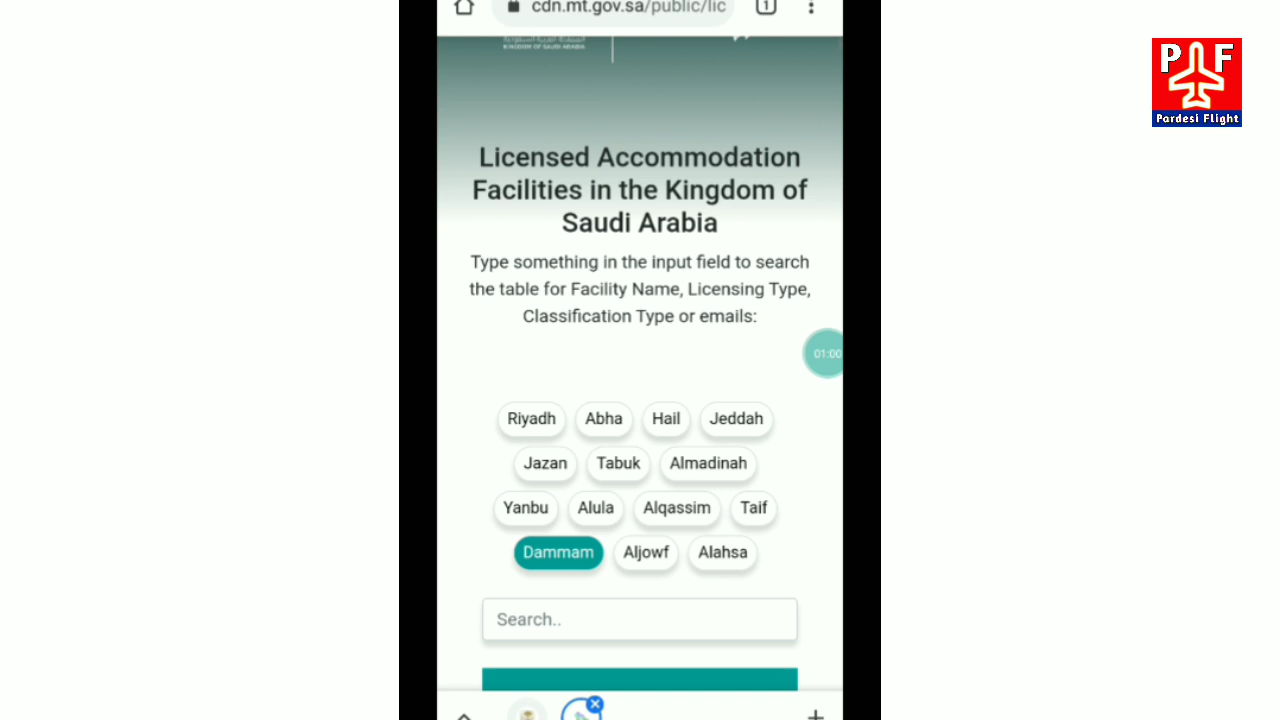 cdn.mt.gov.sa/public/lic
1
KINGDOM OF SAUDI ARABIA
P F
Pardesi Flight
Licensed Accommodation
Facilities in the Kingdom of
Saudi Arabia
Type something in the input field to search
the table for Facility Name, Licensing Type,
Classification Type or emails:
01:00
Riyadh Abha Hail Jeddah
Jazan Tabuk Almadinah
Yanbu Alula Alqassim Taif
Dammam Aljowf Alahsa
Search..